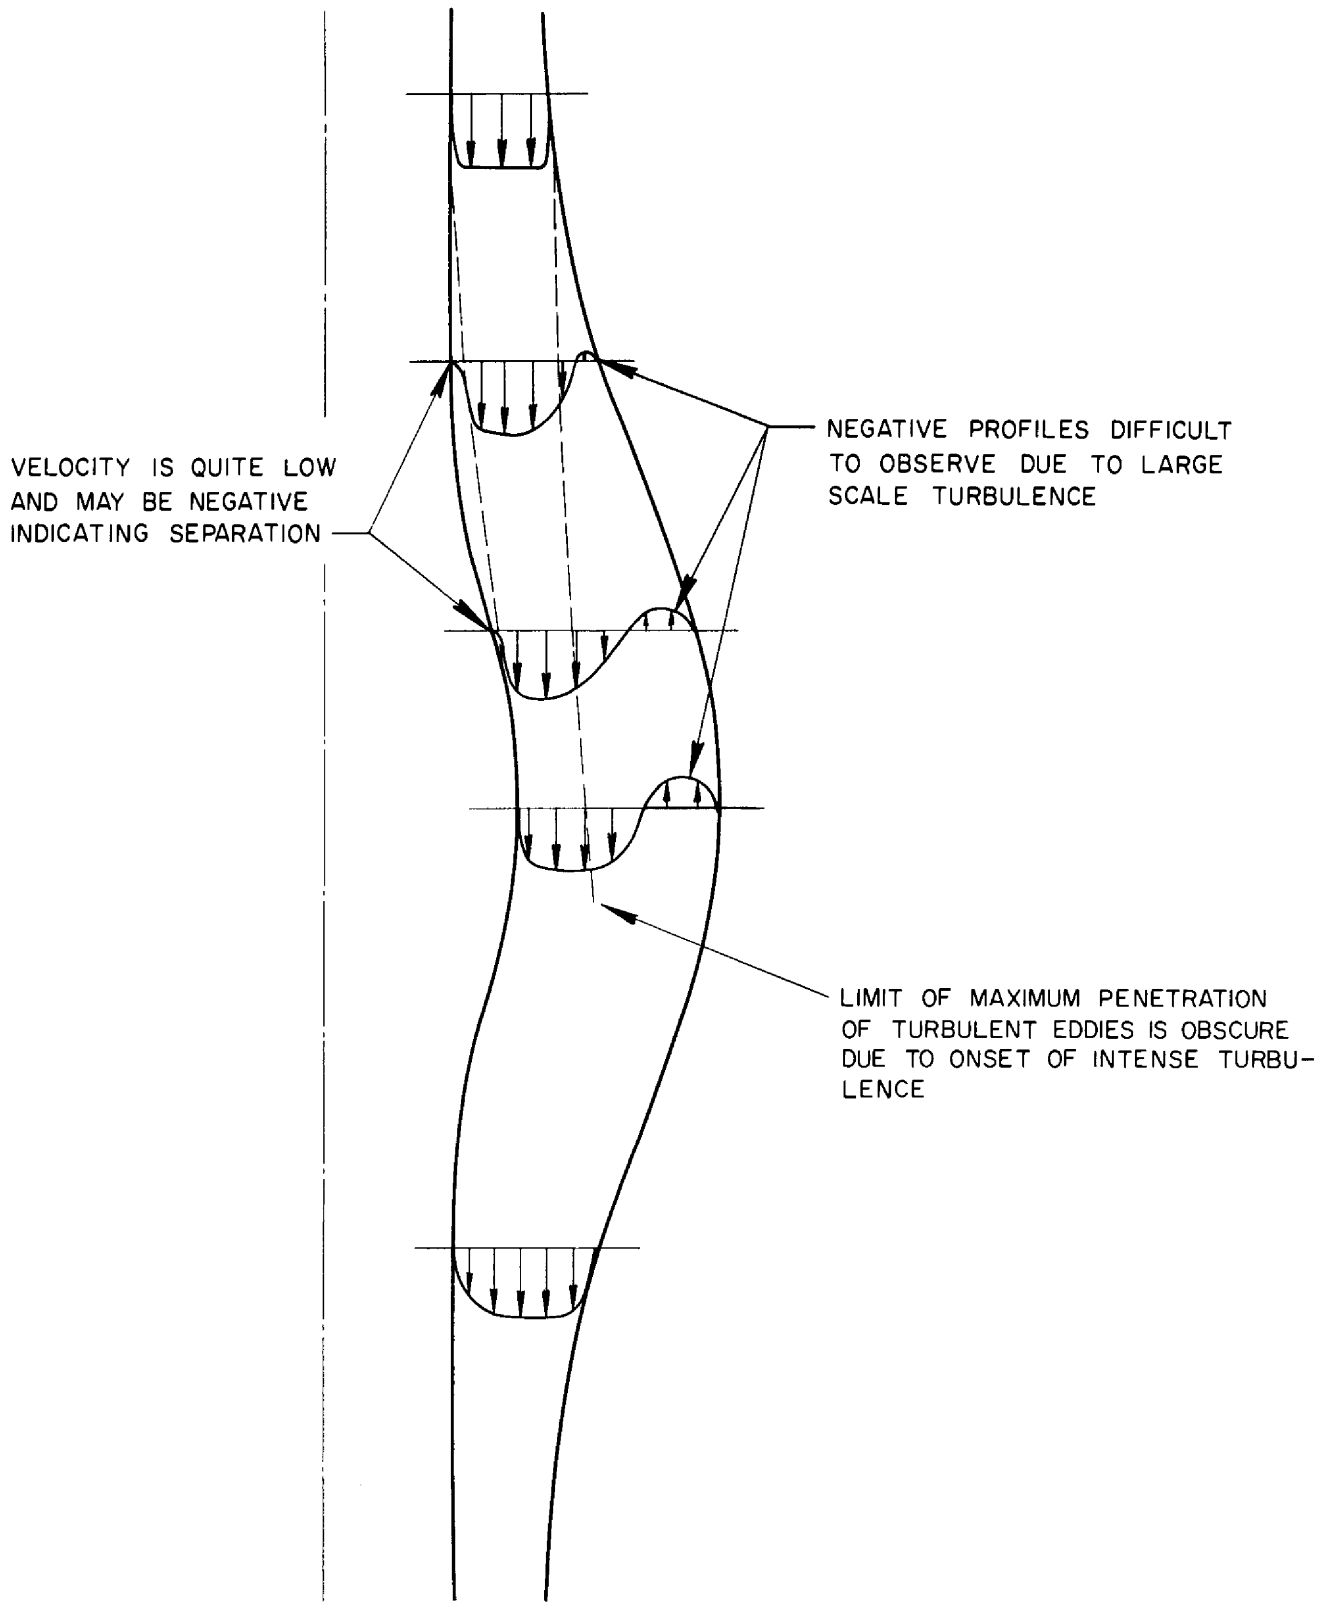 VELOCITY IS QUITE LOW
AND MAY BE NEGATIVE
INDICATING SEPARATION
NEGATIVE PROFILES DIFFICULT
TO OBSERVE DUE TO LARGE
SCALE TURBULENCE
LIMIT OF MAXIMUM PENETRATION
OF TURBULENT EDDIES IS OBSCURE
DUE TO ONSET OF INTENSE TURBU-
LENCE